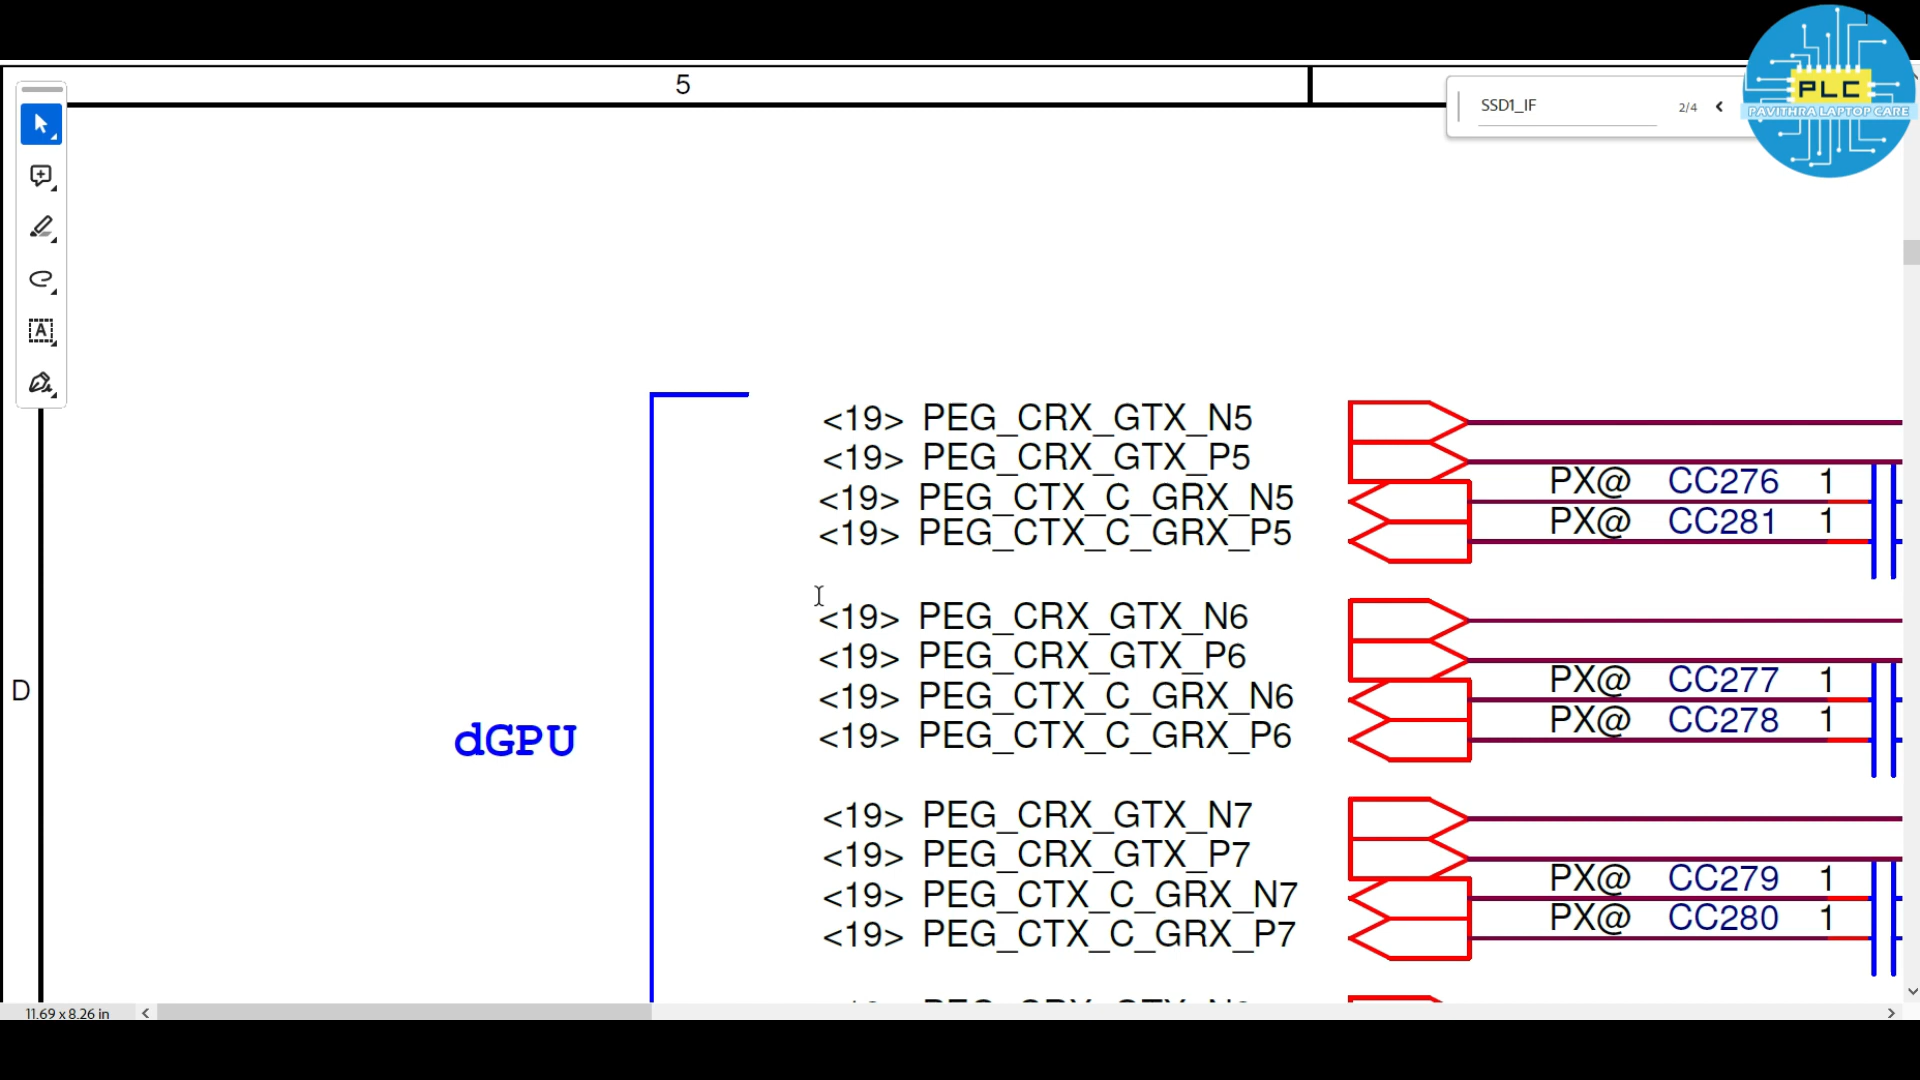 5
SSD1_IF 2/4
PLC
PAVITHRA LAPTOP CARE
<19> PEG_CRX_GTX_N5
<19> PEG_CRX_GTX_P5
<19> PEG_CTX_C_GRX_N5 PX@ CC276 1
<19> PEG_CTX_C_GRX_P5 PX@ CC281 1
<19> PEG_CRX_GTX_N6
<19> PEG_CRX_GTX_P6
<19> PEG_CTX_C_GRX_N6 PX@ CC277 1
<19> PEG_CTX_C_GRX_P6 PX@ CC278 1
D
dGPU
<19> PEG_CRX_GTX_N7
<19> PEG_CRX_GTX_P7
<19> PEG_CTX_C_GRX_N7 PX@ CC279 1
<19> PEG_CTX_C_GRX_P7 PX@ CC280 1
11.69 x 8.26 in